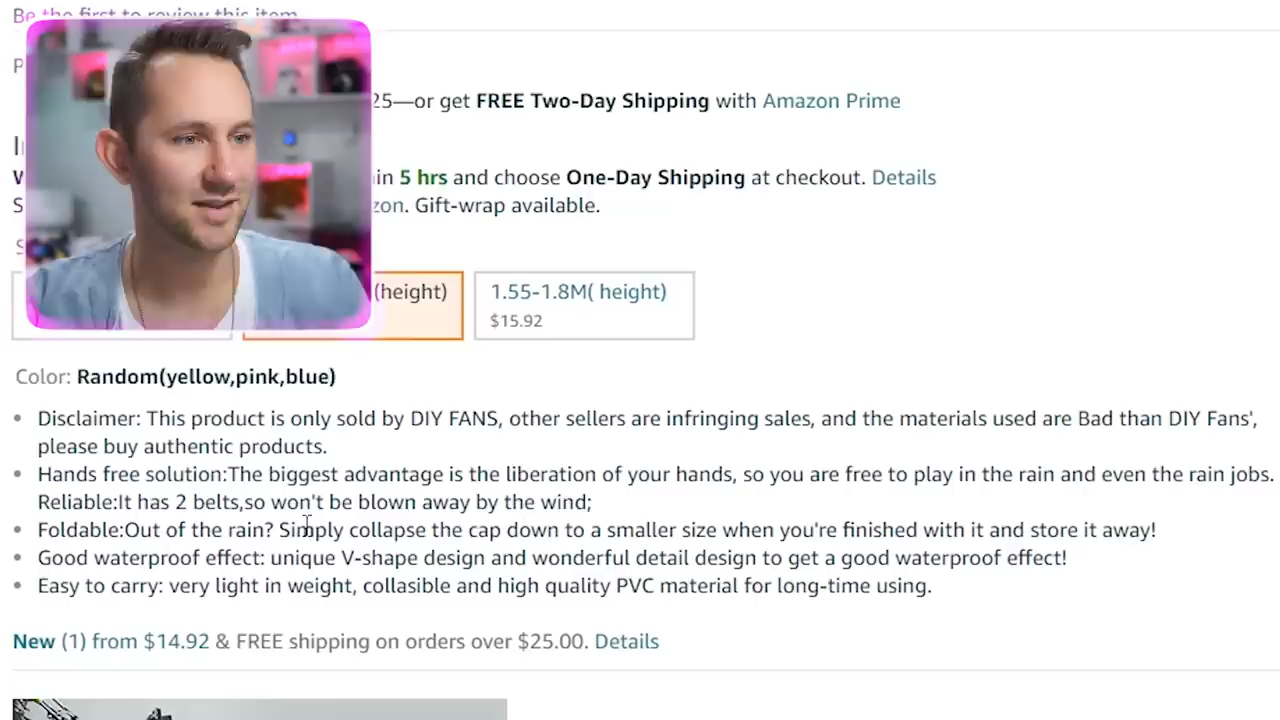 Be the first to review this item
25—or get FREE Two-Day Shipping with Amazon Prime
in 5 hrs and choose One-Day Shipping at checkout. Details
zon. Gift-wrap available.
(height)
1.55-1.8M( height)
$15.92
Color: Random(yellow,pink,blue)
Disclaimer: This product is only sold by DIY FANS, other sellers are infringing sales, and the materials used are Bad than DIY Fans',
please buy authentic products.
Hands free solution:The biggest advantage is the liberation of your hands, so you are free to play in the rain and even the rain jobs.
Reliable:It has 2 belts,so won't be blown away by the wind;
Foldable:Out of the rain? Simply collapse the cap down to a smaller size when you're finished with it and store it away!
Good waterproof effect: unique V-shape design and wonderful detail design to get a good waterproof effect!
Easy to carry: very light in weight, collasible and high quality PVC material for long-time using.
New (1) from $14.92 & FREE shipping on orders over $25.00. Details